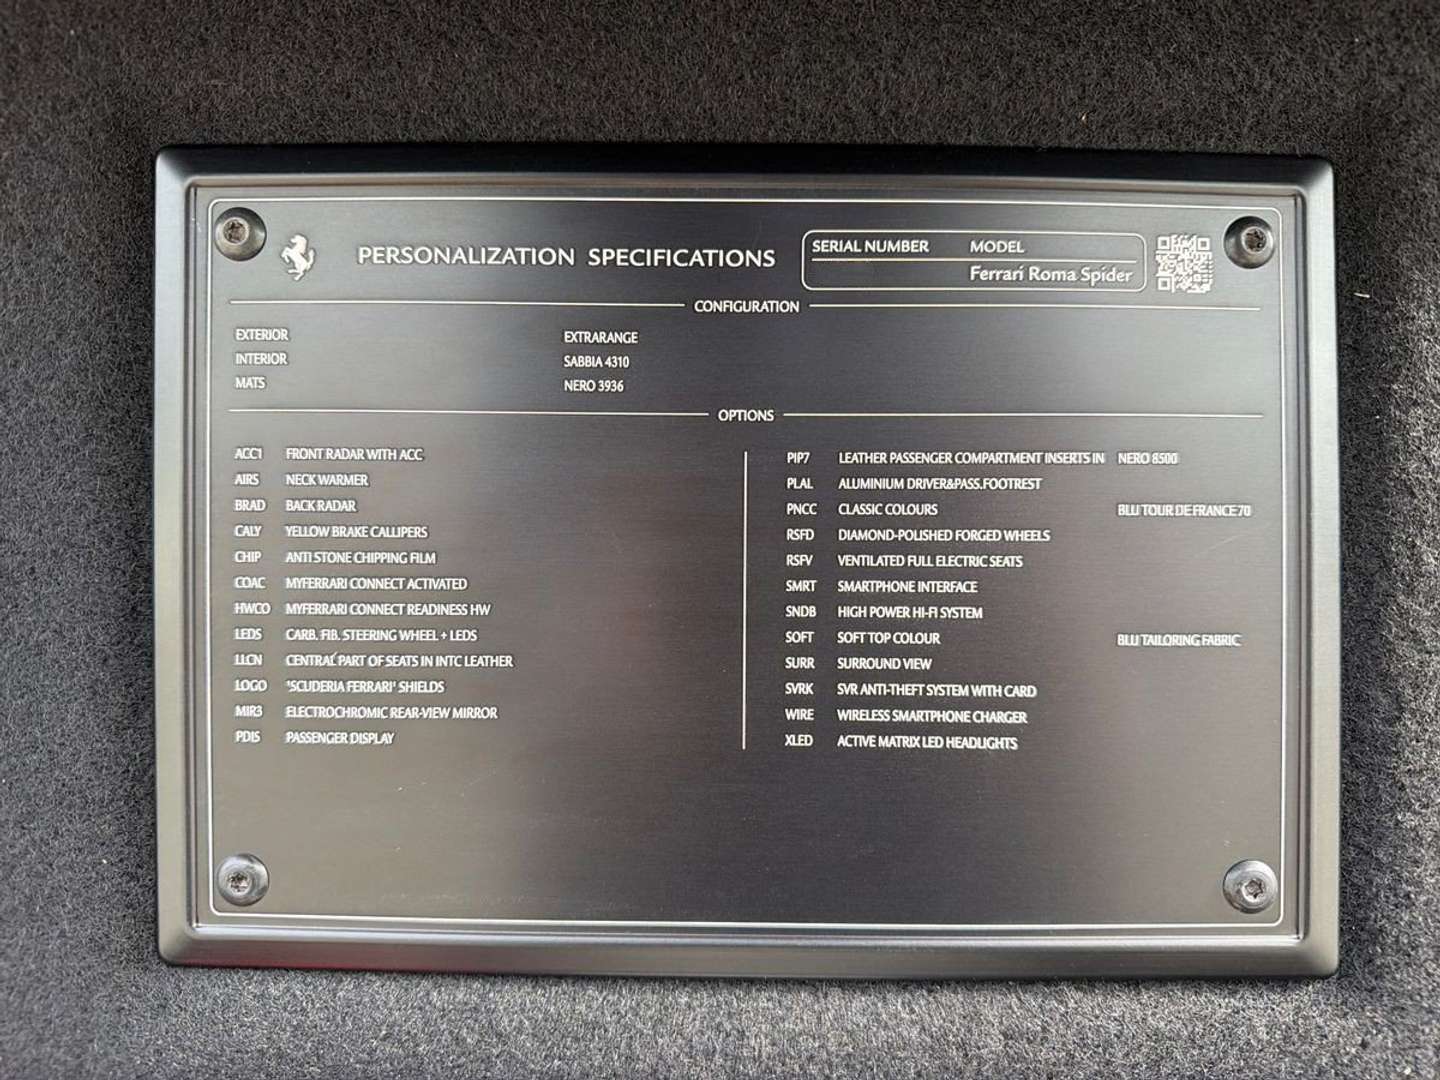 PERSONALIZATION SPECIFICATIONS
SERIAL NUMBER MODEL
Ferrari Roma Spider
CONFIGURATION
EXTERIOR EXTRARANGE
INTERIOR SABBIA 4310
MATS NERO 3936
OPTIONS
ACC1 FRONT RADAR WITH ACC
AIRS NECK WARMER
BRAD BACK RADAR
CALY YELLOW BRAKE CALLIPERS
CHIP ANTI STONE CHIPPING FILM
COAC MYFERRARI CONNECT ACTIVATED
HWCO MYFERRARI CONNECT READINESS HW
LEDS CARB. FIB. STEERING WHEEL + LEDS
LLCN CENTRAL PART OF SEATS IN INTC LEATHER
LOGO 'SCUDERIA FERRARI' SHIELDS
MIR3 ELECTROCHROMIC REAR-VIEW MIRROR
PDIS PASSENGER DISPLAY
PIP7 LEATHER PASSENGER COMPARTMENT INSERTS IN NERO 8500
PLAL ALUMINIUM DRIVER&PASS.FOOTREST
PNCC CLASSIC COLOURS BLU TOUR DE FRANCE 70
RSFD DIAMOND-POLISHED FORGED WHEELS
RSFV VENTILATED FULL ELECTRIC SEATS
SMRT SMARTPHONE INTERFACE
SNDB HIGH POWER HI-FI SYSTEM
SOFT SOFT TOP COLOUR BLU TAILORING FABRIC
SURR SURROUND VIEW
SVRK SVR ANTI-THEFT SYSTEM WITH CARD
WIRE WIRELESS SMARTPHONE CHARGER
XLED ACTIVE MATRIX LED HEADLIGHTS